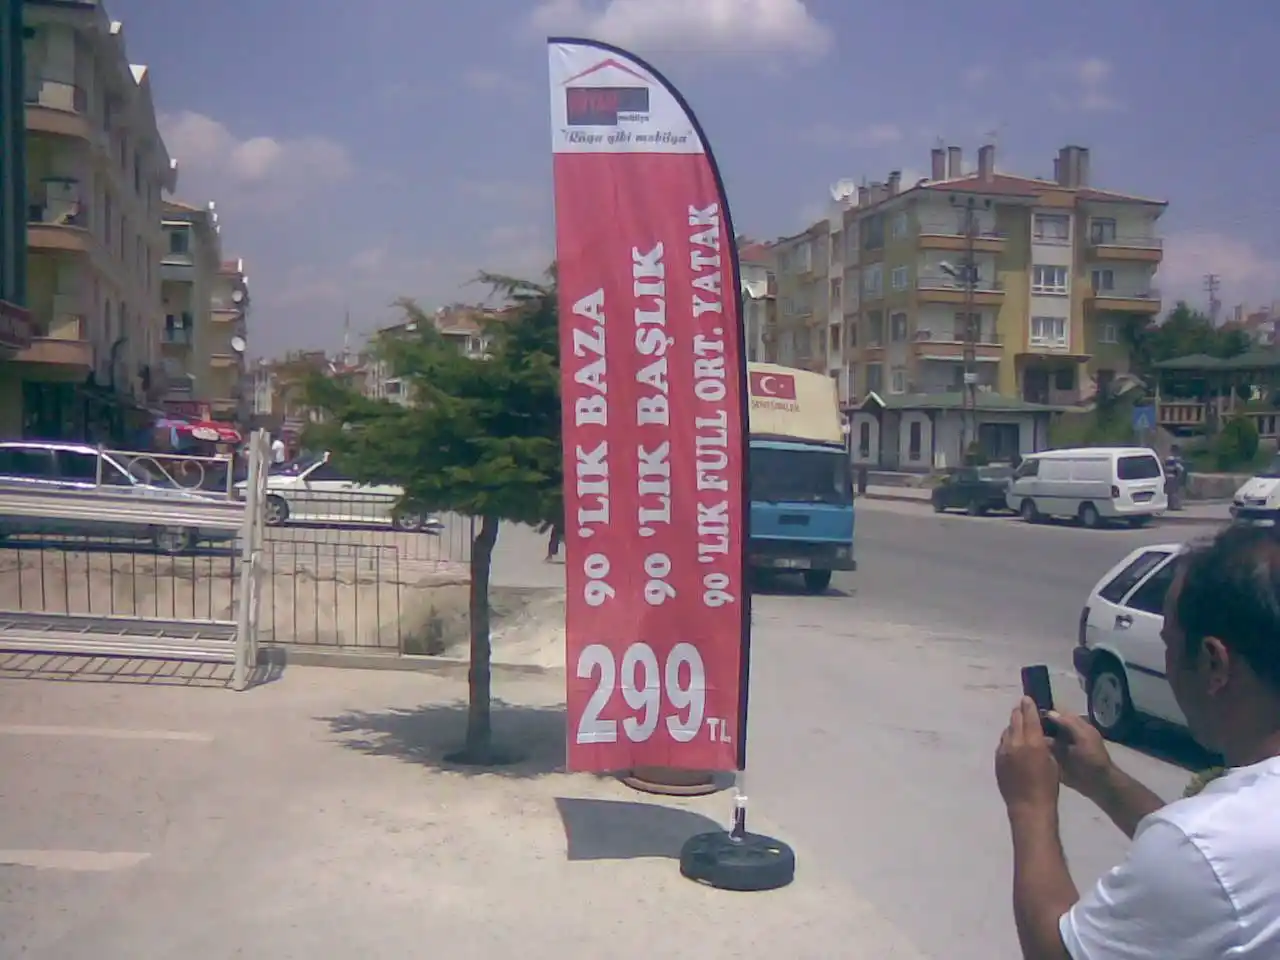 mobilya
"Rüya gibi mobilya"
90 'LIK BAZA
90 'LIK BAŞLIK
90 'LIK FULL ORT. YATAK
299 TL